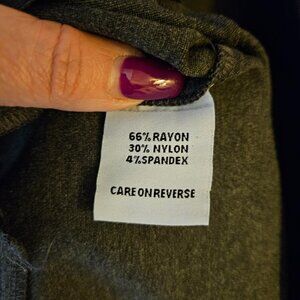 66% RAYON
30% NYLON
4% SPANDEX
CARE ON REVERSE